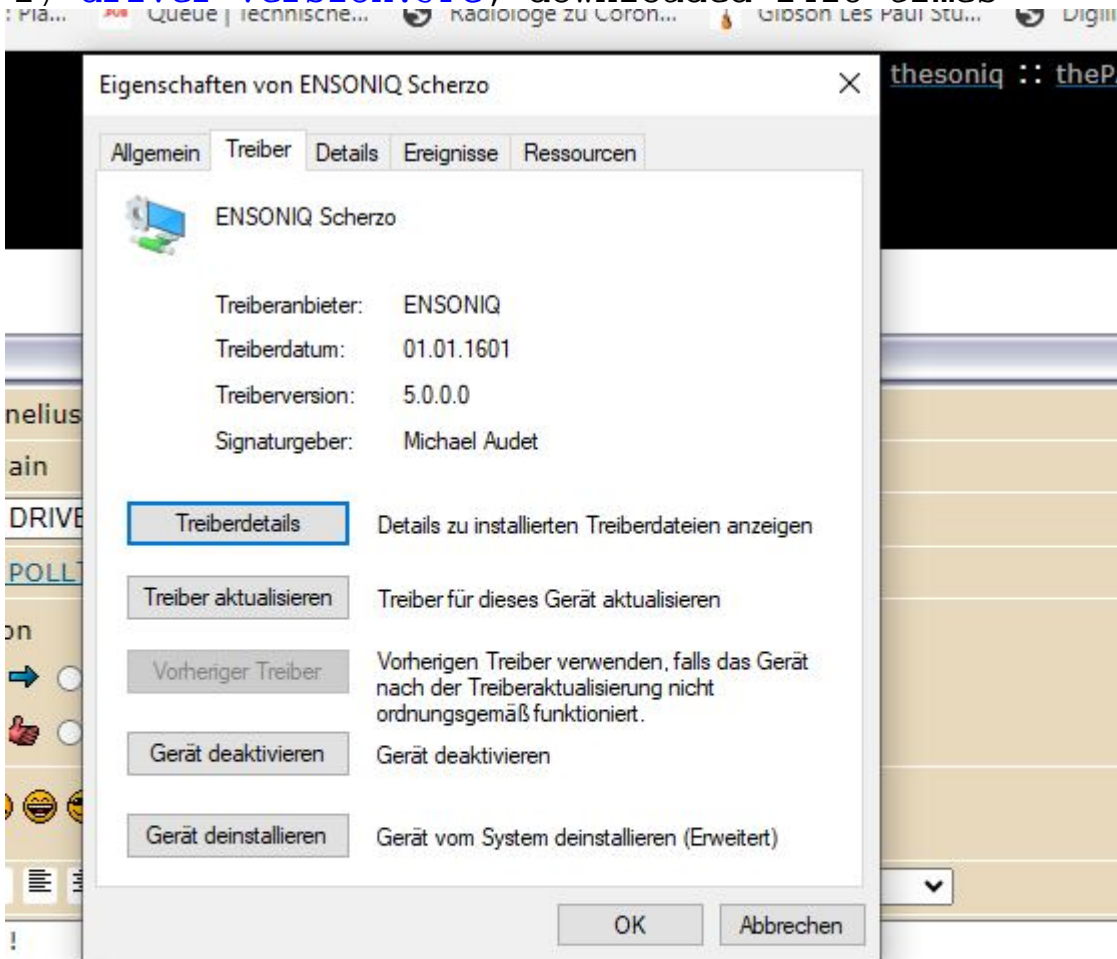 : Pla... Queue | Technische... Radiologe zu Coron... Gibson Les Paul Stu...
Eigenschaften von ENSONIQ Scherzo
thesoniq :: theP
Allgemein Treiber Details Ereignisse Ressourcen
ENSONIQ Scherzo
Treiberanbieter: ENSONIQ
Treiberdatum: 01.01.1601
Treiberversion: 5.0.0.0
Signaturgeber: Michael Audet
nelius
ain
DRIVE
POLL
on
Treiberdetails
Details zu installierten Treiberdateien anzeigen
Treiber aktualisieren
Treiber für dieses Gerät aktualisieren
Vorheriger Treiber
Vorherigen Treiber verwenden, falls das Gerät
nach der Treiberaktualisierung nicht
ordnungsgemäß funktioniert.
Gerät deaktivieren
Gerät deaktivieren
Gerät deinstallieren
Gerät vom System deinstallieren (Erweitert)
OK Abbrechen
!